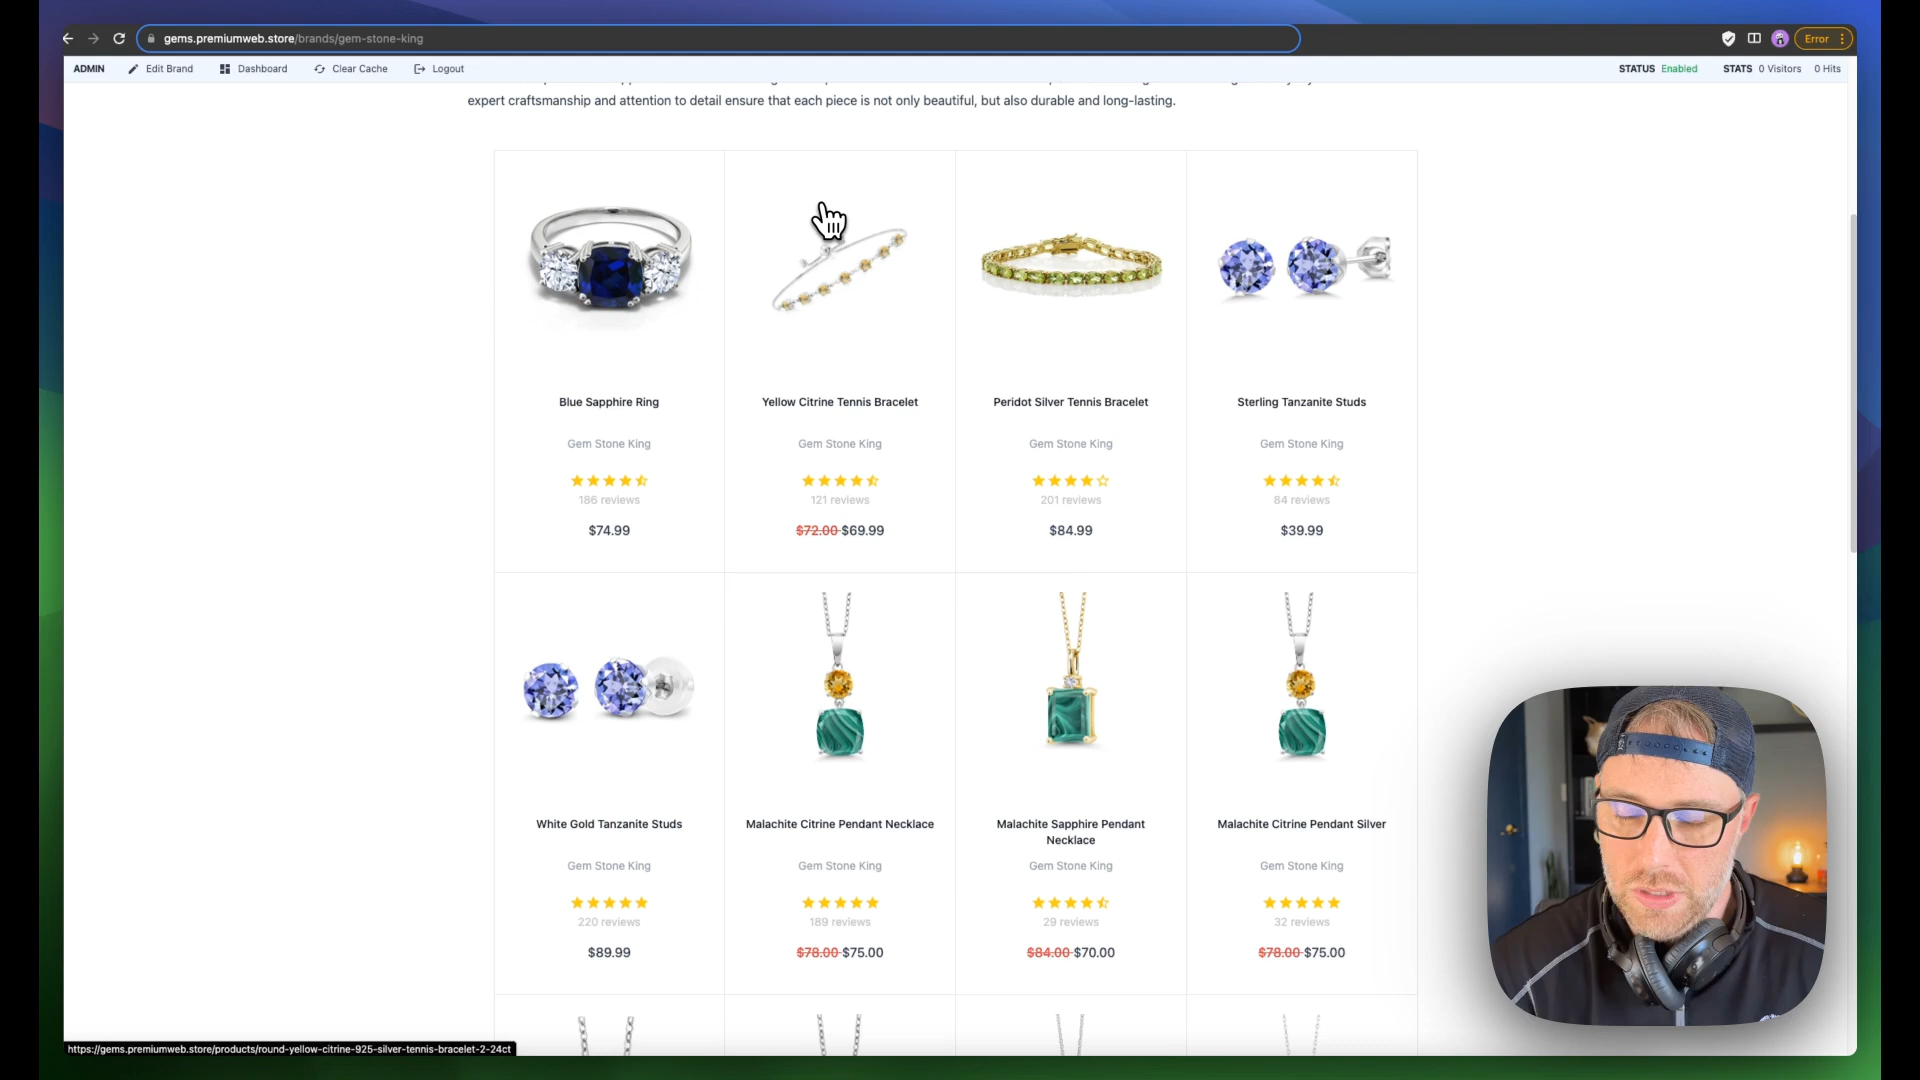 gems.premiumweb.store/brands/gem-stone-king
Error
ADMIN Edit Brand Dashboard Clear Cache Logout
STATUS Enabled STATS 0 Visitors 0 Hits
expert craftsmanship and attention to detail ensure that each piece is not only beautiful, but also durable and long-lasting.
Blue Sapphire Ring
Gem Stone King
186 reviews
$74.99
Yellow Citrine Tennis Bracelet
Gem Stone King
121 reviews
$72.00 $69.99
Peridot Silver Tennis Bracelet
Gem Stone King
201 reviews
$84.99
Sterling Tanzanite Studs
Gem Stone King
84 reviews
$39.99
White Gold Tanzanite Studs
Gem Stone King
220 reviews
$89.99
Malachite Citrine Pendant Necklace
Gem Stone King
189 reviews
$78.00 $75.00
Malachite Sapphire Pendant
Necklace
Gem Stone King
29 reviews
$84.00 $70.00
Malachite Citrine Pendant Silver
Gem Stone King
32 reviews
$78.00 $75.00
https://gems.premiumweb.store/products/round-yellow-citrine-925-silver-tennis-bracelet-2-24ct